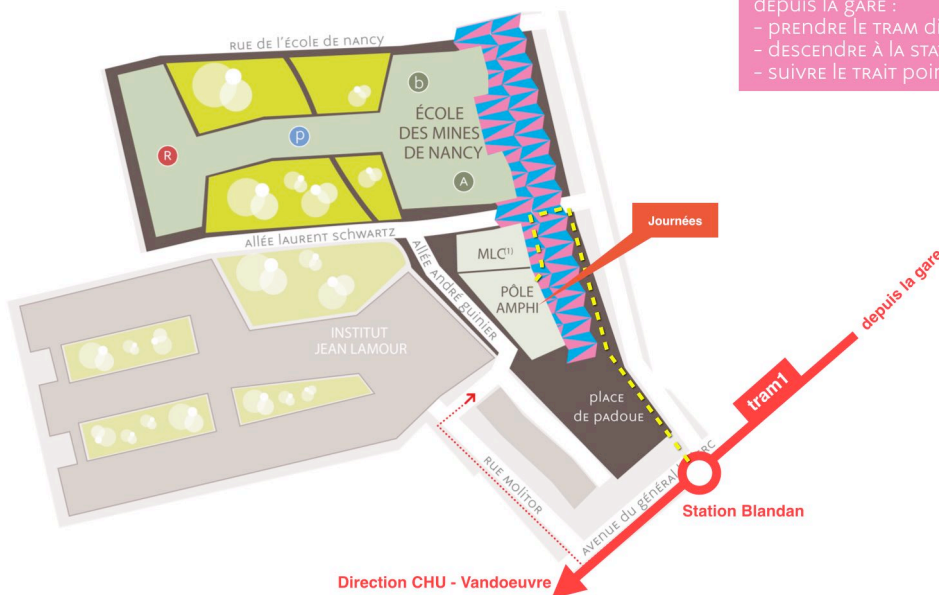 depuis la gare :
- prendre le tram
- descendre à la
- suivre le trait
rue de l'école de nancy
b
ÉCOLE
DES MINES
DE NANCY
R
p
A
Journées
allée laurent schwartz
MLC(1)
allée andré guinier
PÔLE
AMPHI
INSTITUT
JEAN LAMOUR
depuis la gare
tram1
place
de padoue
rue molitor
avenue du général
Station Blandan
Direction CHU - Vandoeuvre